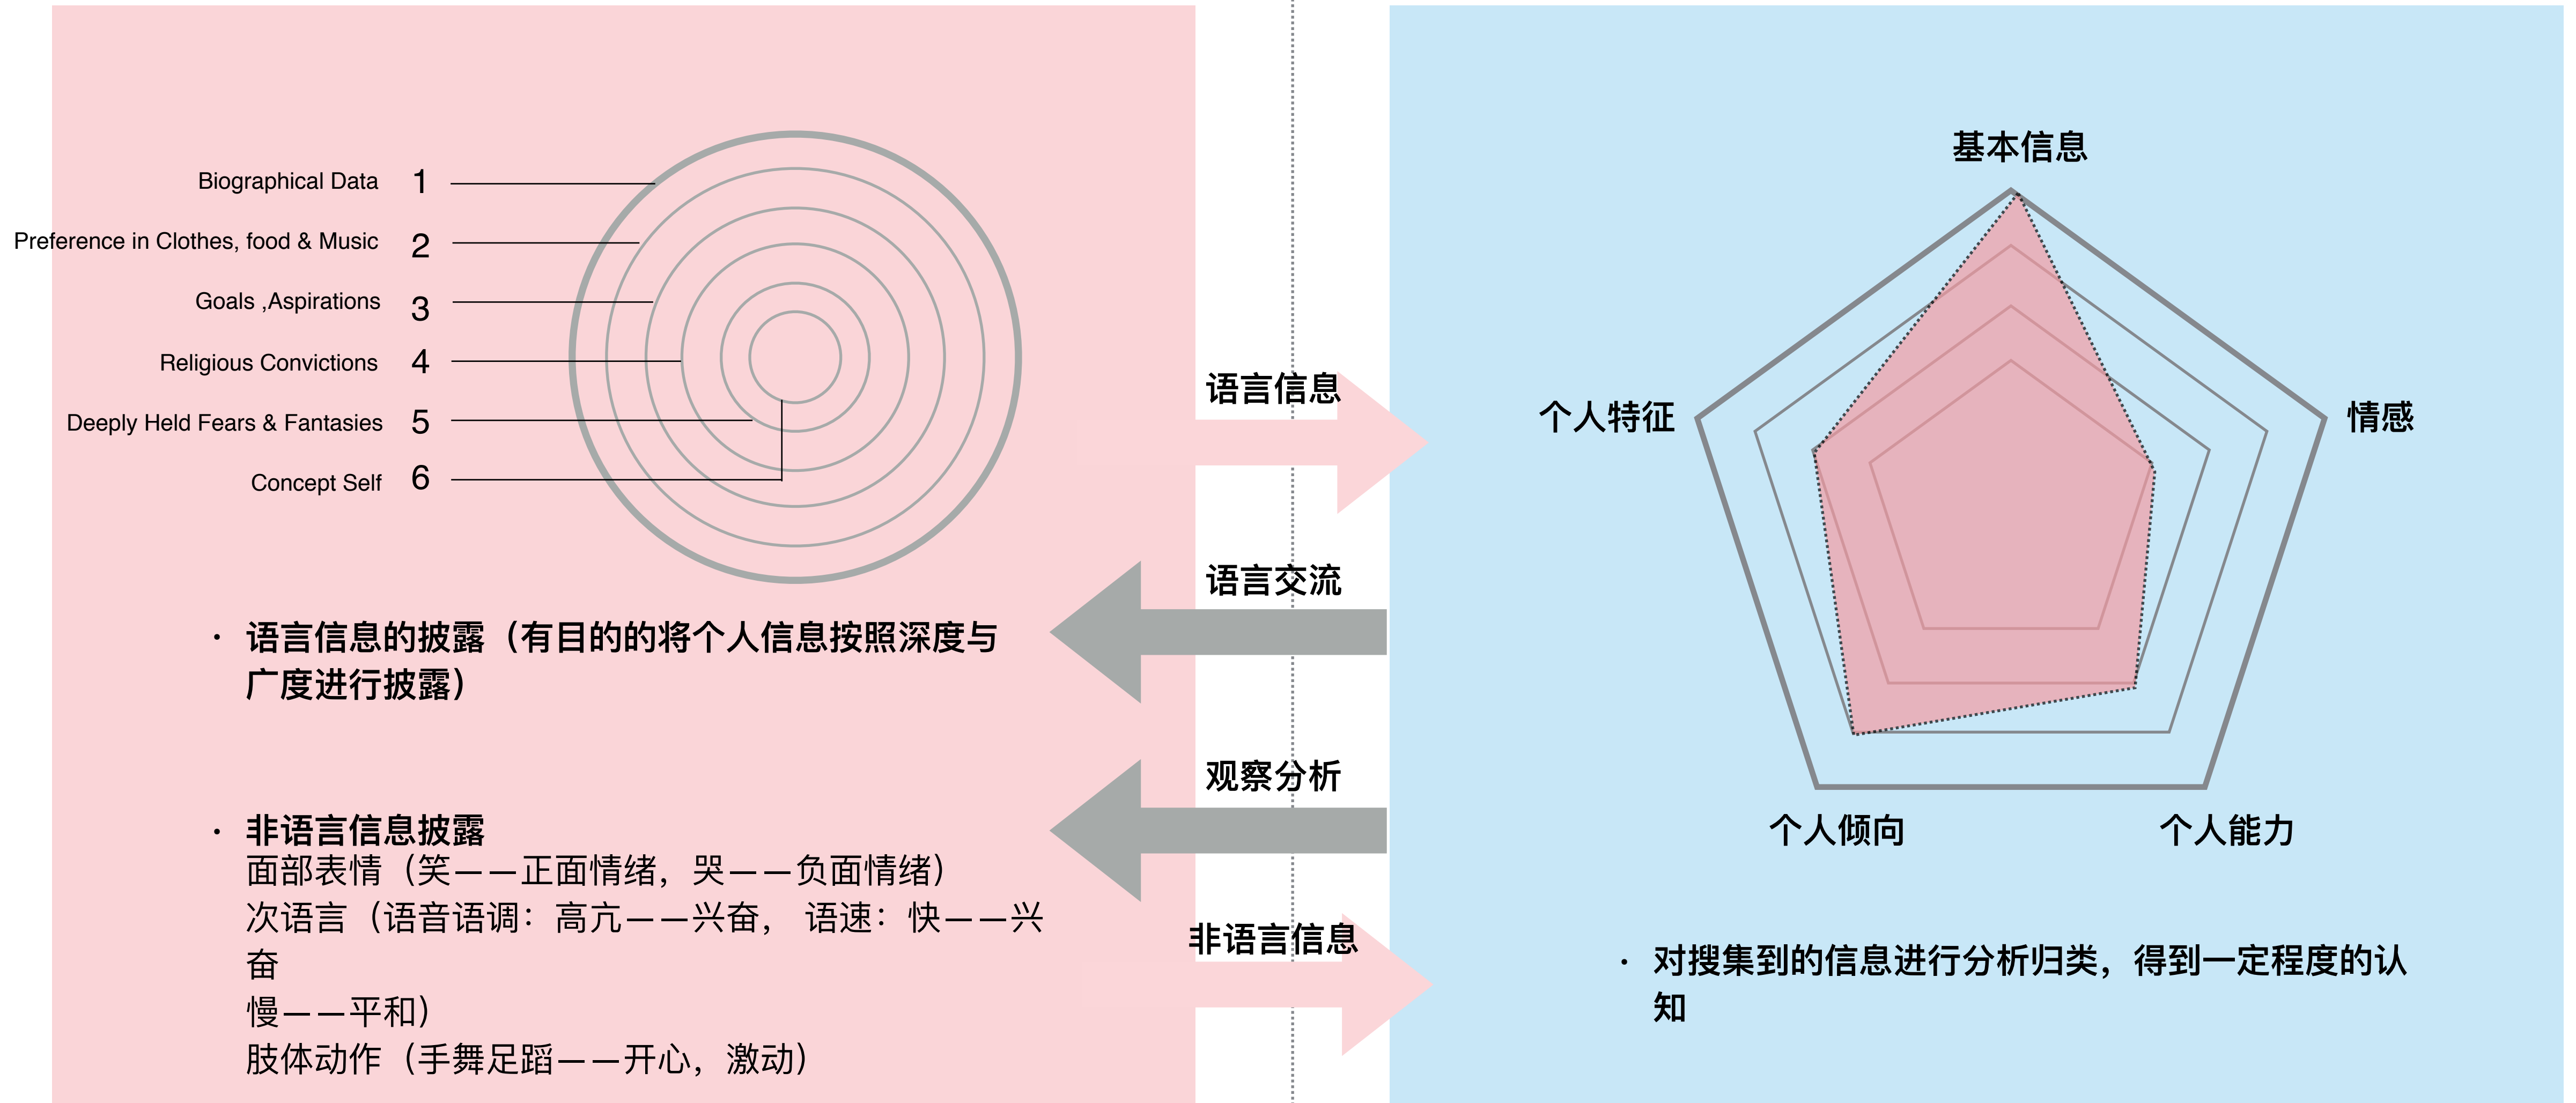 Biographical Data 1
Preference in Clothes, food & Music 2
Goals ,Aspirations 3
Religious Convictions 4
Deeply Held Fears & Fantasies 5
Concept Self 6
· 语言信息的披露（有目的的将个人信息按照深度与
广度进行披露）
· 非语言信息披露
面部表情（笑——正面情绪，哭——负面情绪）
次语言（语音语调：高亢——兴奋， 语速：快——兴
奋
慢——平和）
肢体动作（手舞足蹈——开心，激动）
语言信息
语言交流
观察分析
非语言信息
基本信息
个人特征
情感
个人倾向
个人能力
· 对搜集到的信息进行分析归类，得到一定程度的认
知